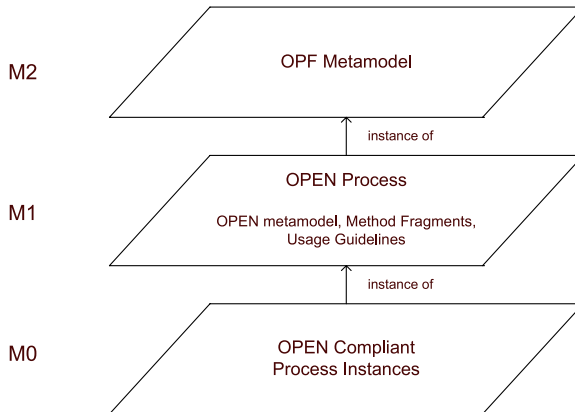 M2
OPF Metamodel
instance of
M1
OPEN Process
OPEN metamodel, Method Fragments,
Usage Guidelines
instance of
M0
OPEN Compliant
Process Instances